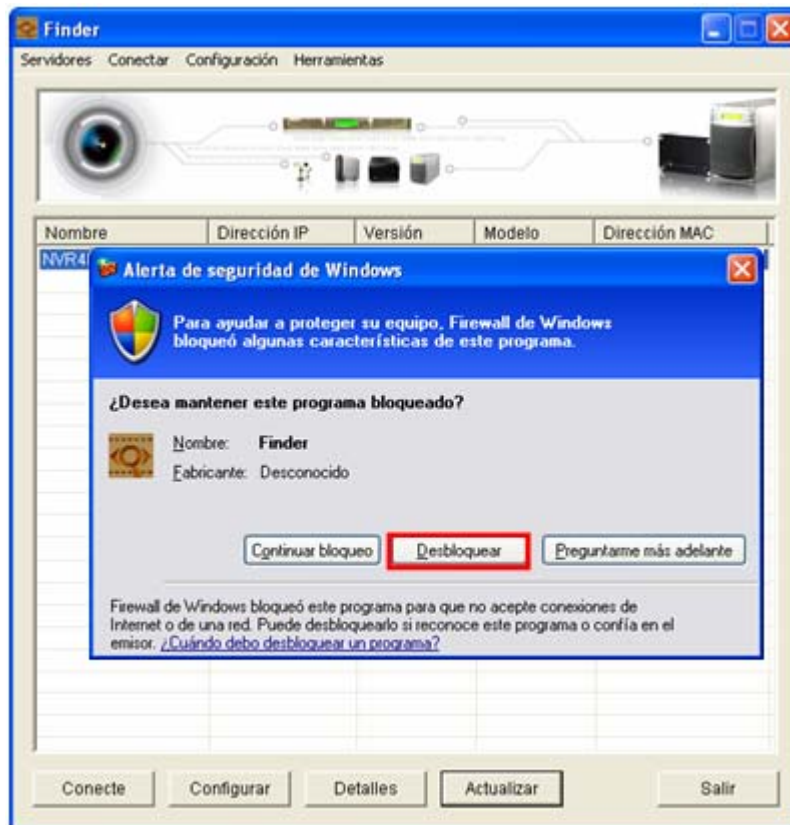 Finder
Servidores Conectar Configuración Herramientas
Nombre Dirección IP Versión Modelo Dirección MAC
Alerta de seguridad de Windows
Para ayudar a proteger su equipo, Firewall de Windows
bloqueó algunas características de este programa.
¿Desea mantener este programa bloqueado?
Nombre: Finder
Fabricante: Desconocido
Continuar bloqueo Desbloquear Preguntarme más adelante
Firewall de Windows bloqueó este programa para que no acepte conexiones de
Internet o de una red. Puede desbloquearlo si reconoce este programa o confía en el
emisor. ¿Cuándo debo desbloquear un programa?
Conecte Configurar Detalles Actualizar Salir